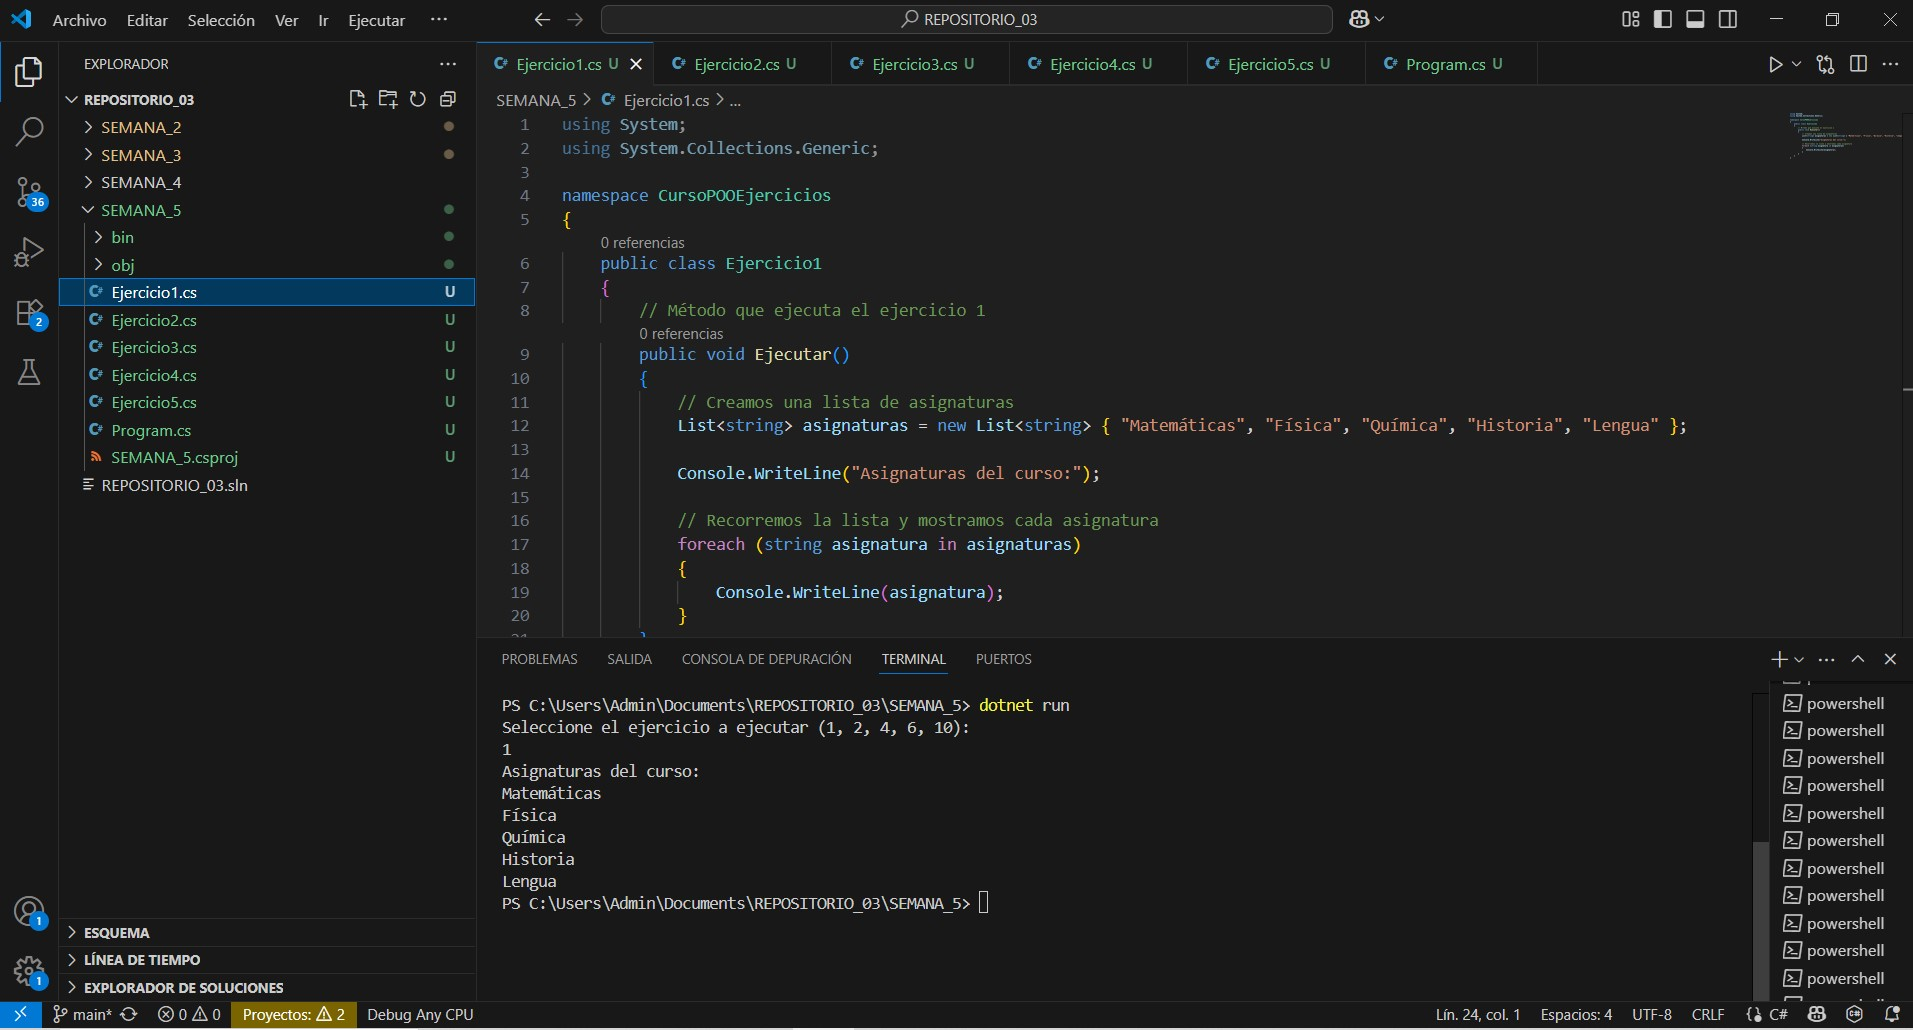 Archivo Editar Selección Ver Ir Ejecutar ··· REPOSITORIO_03
EXPLORADOR ···
REPOSITORIO_03
SEMANA_2
SEMANA_3
SEMANA_4
SEMANA_5
bin
obj
Ejercicio1.cs U
Ejercicio2.cs U
Ejercicio3.cs U
Ejercicio4.cs U
Ejercicio5.cs U
Program.cs U
SEMANA_5.csproj U
REPOSITORIO_03.sln
36
2
1
1
ESQUEMA
LÍNEA DE TIEMPO
EXPLORADOR DE SOLUCIONES
Ejercicio1.cs U Ejercicio2.cs U Ejercicio3.cs U Ejercicio4.cs U Ejercicio5.cs U Program.cs U
SEMANA_5 > Ejercicio1.cs > ...
1 using System;
2 using System.Collections.Generic;
3
4 namespace CursoPOOEjercicios
5 {
0 referencias
6 public class Ejercicio1
7 {
8 // Método que ejecuta el ejercicio 1
0 referencias
9 public void Ejecutar()
10 {
11 // Creamos una lista de asignaturas
12 List<string> asignaturas = new List<string> { "Matemáticas", "Física", "Química", "Historia", "Lengua" };
13
14 Console.WriteLine("Asignaturas del curso:");
15
16 // Recorremos la lista y mostramos cada asignatura
17 foreach (string asignatura in asignaturas)
18 {
19 Console.WriteLine(asignatura);
20 }
PROBLEMAS SALIDA CONSOLA DE DEPURACIÓN TERMINAL PUERTOS
PS C:\Users\Admin\Documents\REPOSITORIO_03\SEMANA_5> dotnet run
Seleccione el ejercicio a ejecutar (1, 2, 4, 6, 10):
1
Asignaturas del curso:
Matemáticas
Física
Química
Historia
Lengua
PS C:\Users\Admin\Documents\REPOSITORIO_03\SEMANA_5>
powershell
powershell
powershell
powershell
powershell
powershell
powershell
powershell
powershell
powershell
powershell
main* 0 0 Proyectos: 2 Debug Any CPU Lín. 24, col. 1 Espacios: 4 UTF-8 CRLF C#